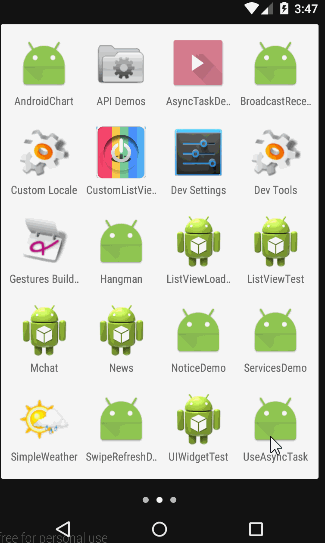 3:47
AndroidChart API Demos AsyncTaskDe.. BroadcastRece..
Custom Locale CustomListVie.. Dev Settings Dev Tools
Gestures Build.. Hangman ListViewLoad.. ListViewTest
Mchat News NoticeDemo ServicesDemo
SimpleWeather SwipeRefreshD.. UIWidgetTest UseAsyncTask
free for personal use